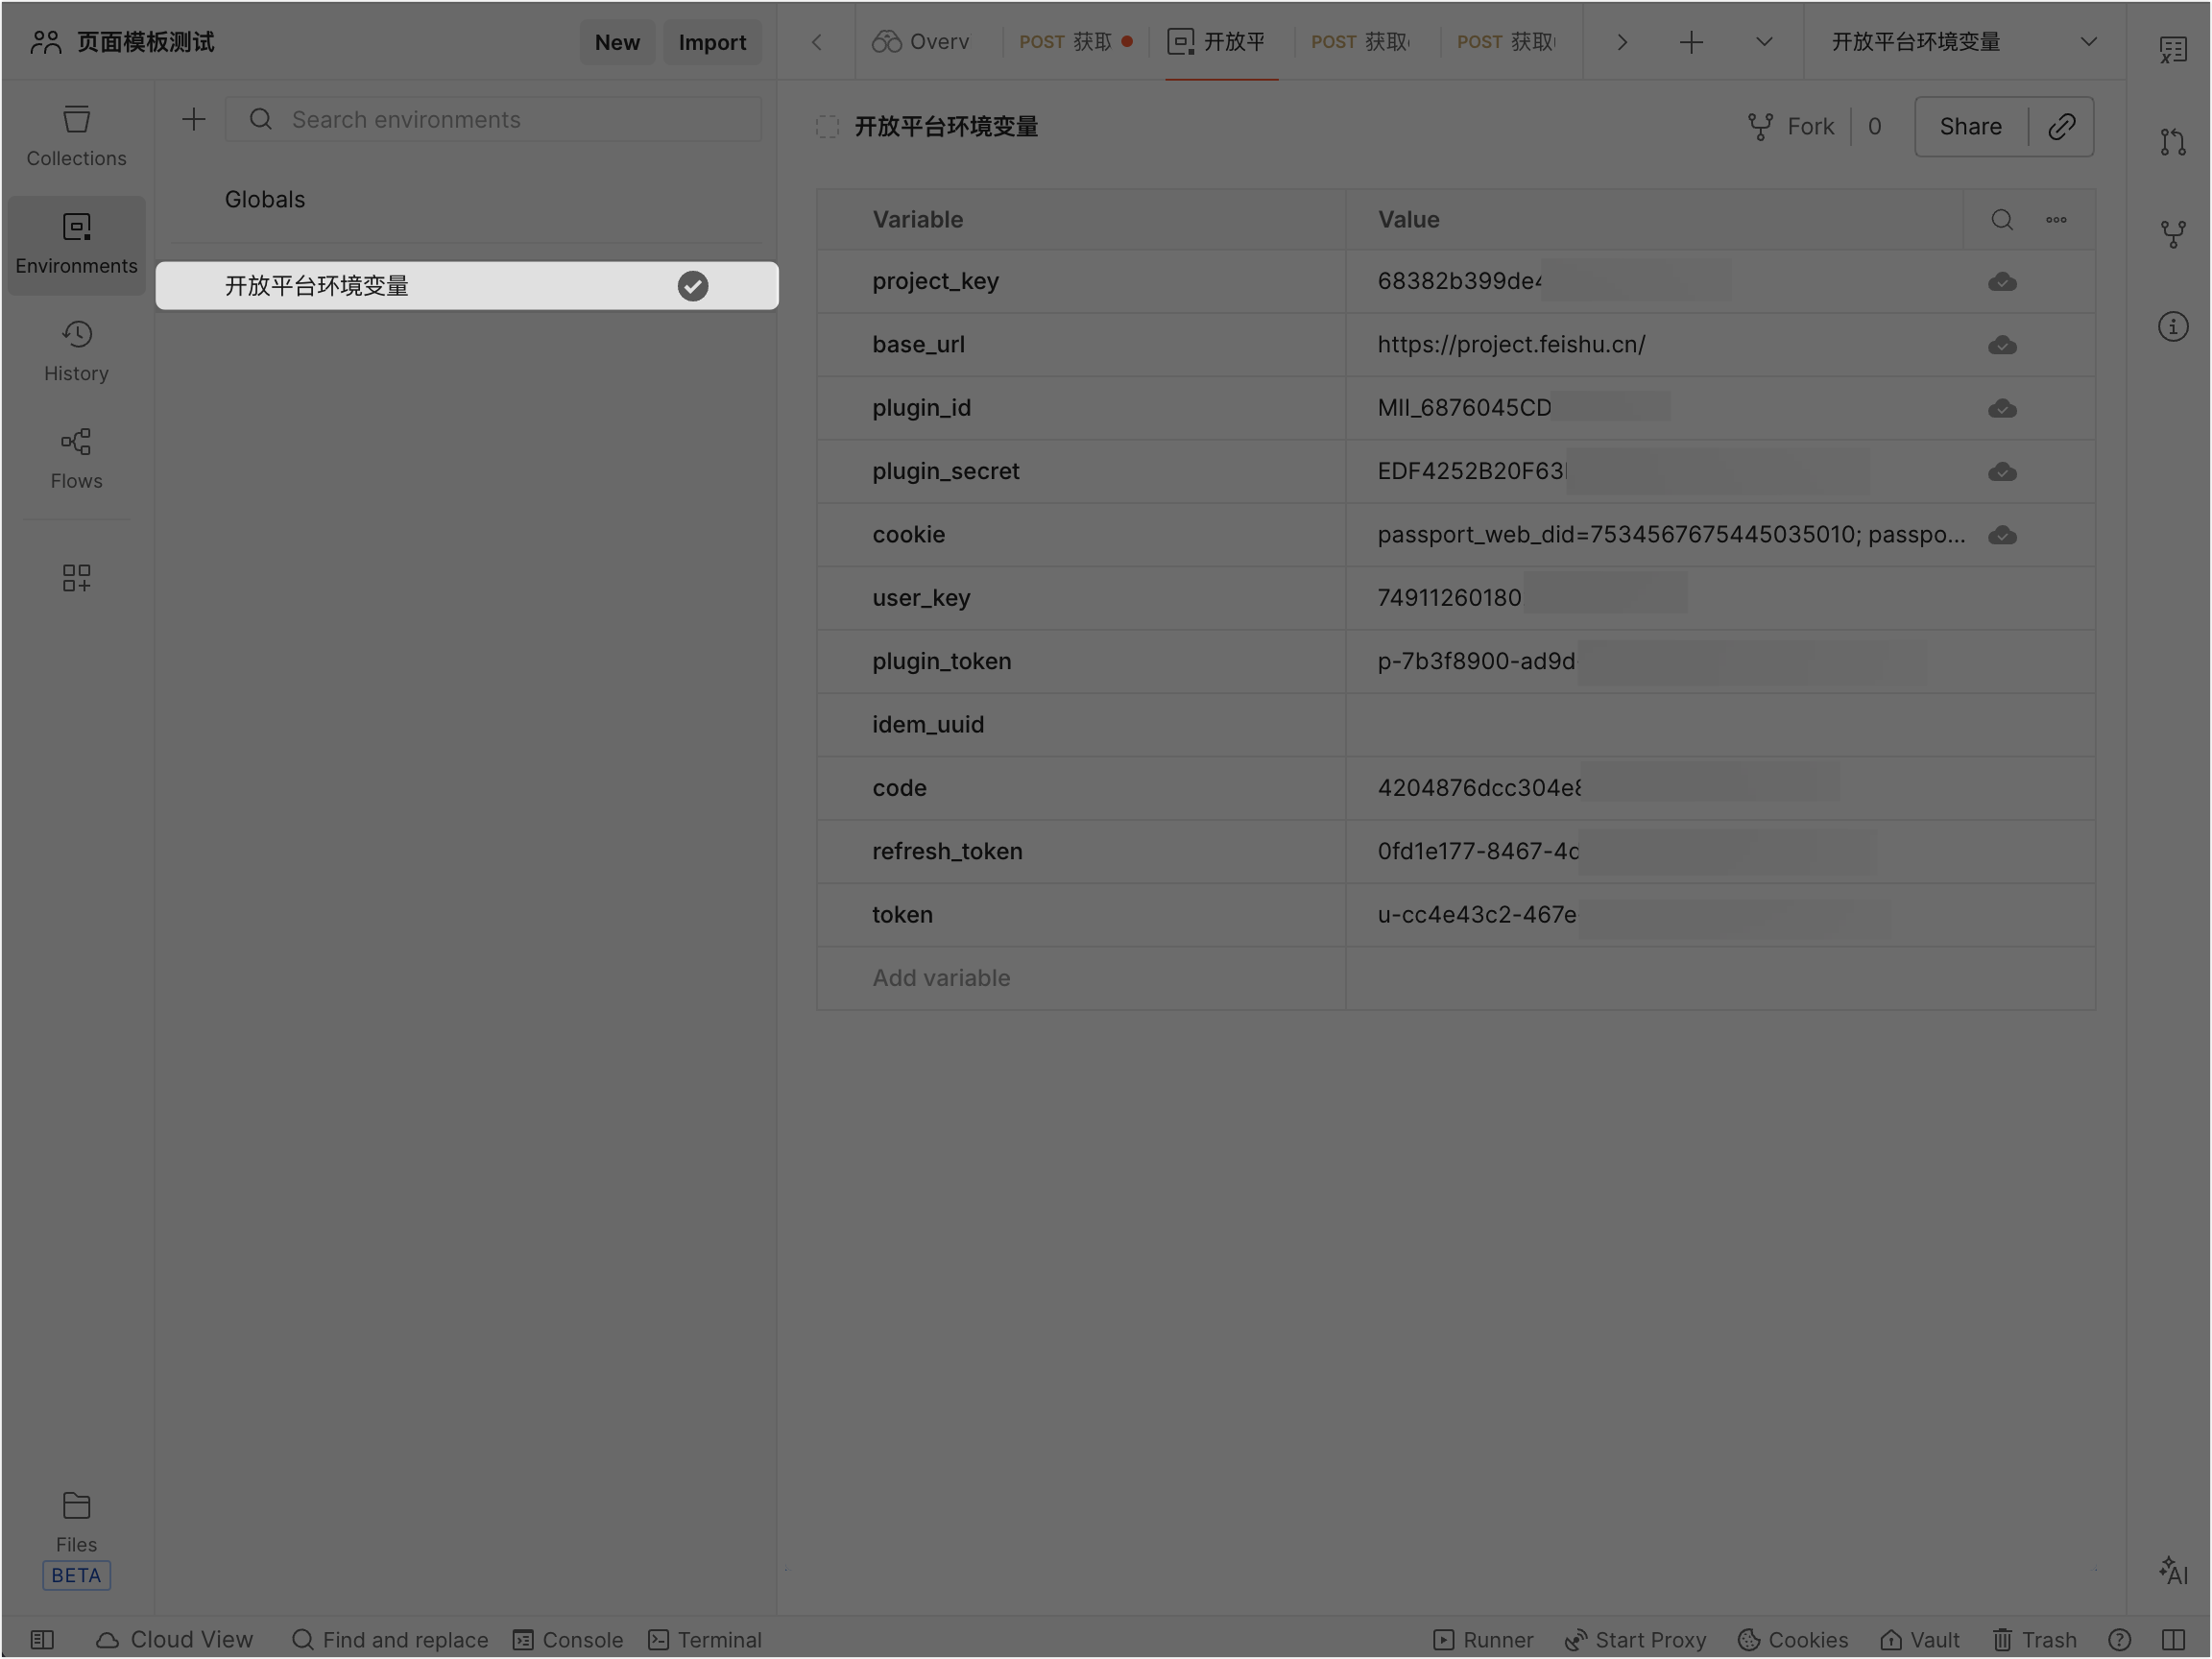 页面模板测试
New
Import
Overv
POST 获取
开放平
POST 获取
POST 获取
开放平台环境变量
Collections
Environments
History
Flows
Files
BETA
Search environments
Globals
开放平台环境变量
开放平台环境变量
Fork
0
Share
Variable Value
project_key 68382b399de4
base_url https://project.feishu.cn/
plugin_id MII_6876045CD
plugin_secret EDF4252B20F63
cookie passport_web_did=7534567675445035010; passpo...
user_key 74911260180
plugin_token p-7b3f8900-ad9d
idem_uuid
code 4204876dcc304e8
refresh_token 0fd1e177-8467-4c
token u-cc4e43c2-467e
Add variable
AI
Cloud View
Find and replace
Console
Terminal
Runner
Start Proxy
Cookies
Vault
Trash